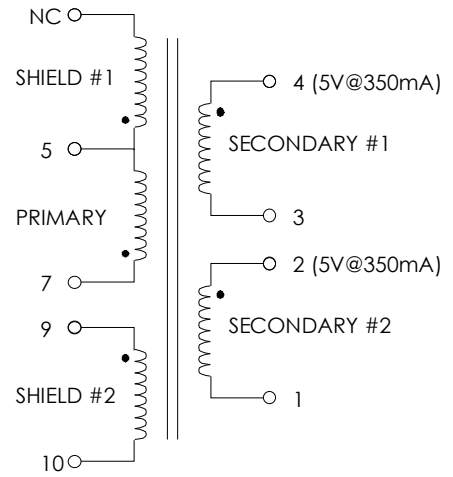 NC
SHIELD #1
5
PRIMARY
7
9
SHIELD #2
10
4 (5V@350mA)
SECONDARY #1
3
2 (5V@350mA)
SECONDARY #2
1